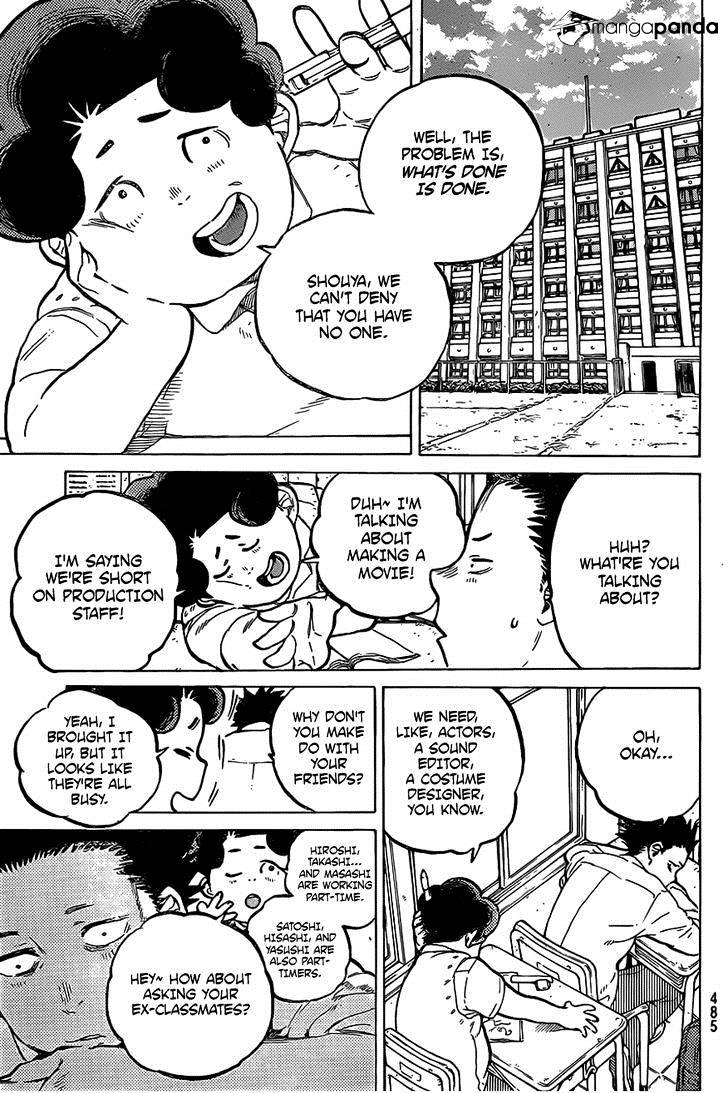 mangapanda
WELL, THE
PROBLEM IS,
WHAT'S DONE
IS DONE.
SHOUYA, WE
CAN'T DENY
THAT YOU HAVE
NO ONE.
HUH?
WHAT'RE YOU
TALKING
ABOUT?
DUH~ I'M
TALKING
ABOUT
MAKING A
MOVIE!
I'M SAYING
WE'RE SHORT
ON PRODUCTION
STAFF!
OH,
OKAY...
WE NEED,
LIKE, ACTORS,
A SOUND
EDITOR,
A COSTUME
DESIGNER,
YOU KNOW.
WHY DON'T
YOU MAKE
DO WITH
YOUR
FRIENDS?
YEAH, I
BROUGHT IT
UP, BUT IT
LOOKS LIKE
THEY'RE ALL
BUSY.
HIROSHI,
TAKASHI...
...AND MASASHI
ARE WORKING
PART-TIME.
SATOSHI,
HISASHI, AND
YASUSHI ARE
ALSO PART-
TIMERS.
HEY~ HOW ABOUT
ASKING YOUR
EX-CLASSMATES?
485